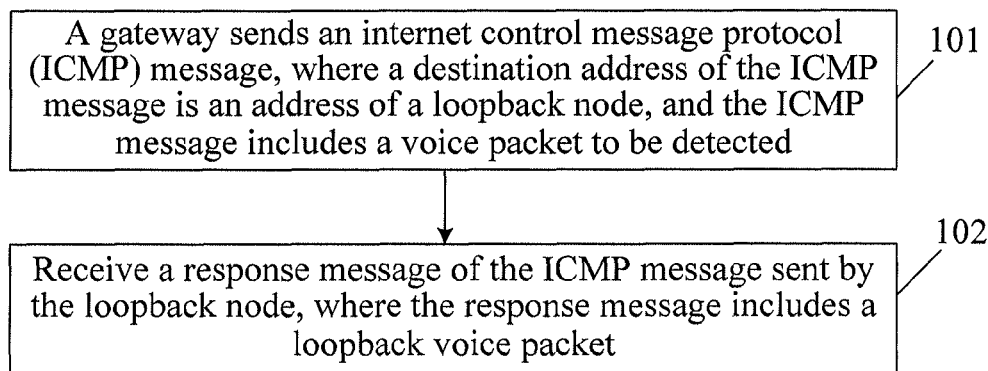 A gateway sends an internet control message protocol
(ICMP) message, where a destination address of the ICMP
message is an address of a loopback node, and the ICMP
message includes a voice packet to be detected
101
Receive a response message of the ICMP message sent by
the loopback node, where the response message includes a
loopback voice packet
102